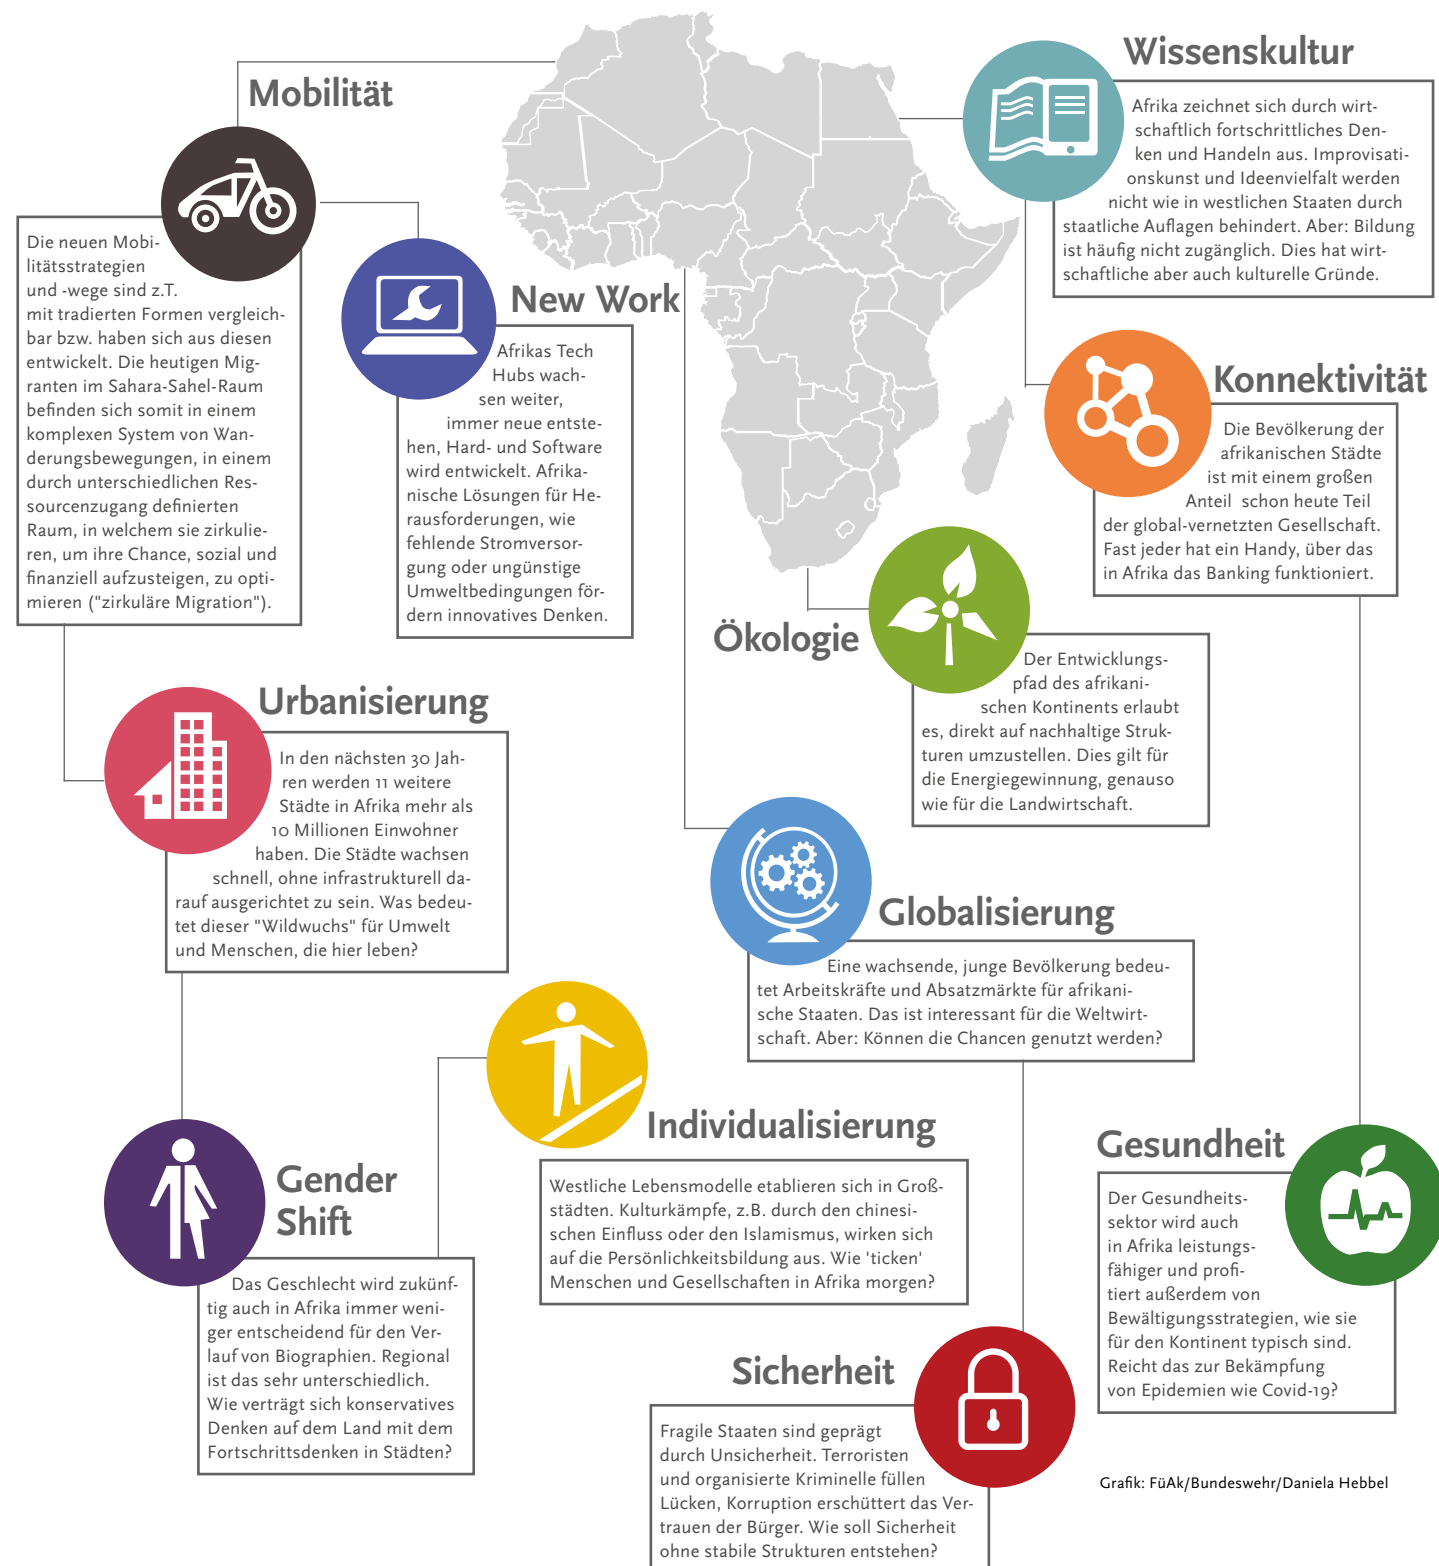 Mobilität
Die neuen Mobi-
litätsstrategien
und -wege sind z.T.
mit tradierten Formen vergleich-
bar bzw. haben sich aus diesen
entwickelt. Die heutigen Mig-
ranten im Sahara-Sahel-Raum
befinden sich somit in einem
komplexen System von Wan-
derungsbewegungen, in einem
durch unterschiedlichen Res-
sourcenzugang definierten
Raum, in welchem sie zirkulie-
ren, um ihre Chance, sozial und
finanziell aufzusteigen, zu opti-
mieren ("zirkuläre Migration").
New Work
Afrikas Tech
Hubs wach-
sen weiter,
immer neue entste-
hen, Hard- und Software
wird entwickelt. Afrika-
nische Lösungen für He-
rausforderungen, wie
fehlende Stromversor-
gung oder ungünstige
Umweltbedingungen för-
dern innovatives Denken.
Wissenskultur
Afrika zeichnet sich durch wirt-
schaftlich fortschrittliches Den-
ken und Handeln aus. Improvisati-
onskunst und Ideenvielfalt werden
nicht wie in westlichen Staaten durch
staatliche Auflagen behindert. Aber: Bildung
ist häufig nicht zugänglich. Dies hat wirt-
schaftliche aber auch kulturelle Gründe.
Konnektivität
Die Bevölkerung der
afrikanischen Städte
ist mit einem großen
Anteil schon heute Teil
der global-vernetzten Gesellschaft.
Fast jeder hat ein Handy, über das
in Afrika das Banking funktioniert.
Ökologie
Der Entwicklungs-
pfad des afrikani-
schen Kontinents erlaubt
es, direkt auf nachhaltige Struk-
turen umzustellen. Dies gilt für
die Energiegewinnung, genauso
wie für die Landwirtschaft.
Urbanisierung
In den nächsten 30 Jah-
ren werden 11 weitere
Städte in Afrika mehr als
10 Millionen Einwohner
haben. Die Städte wachsen
schnell, ohne infrastrukturell da-
rauf ausgerichtet zu sein. Was bedeu-
tet dieser "Wildwuchs" für Umwelt
und Menschen, die hier leben?
Globalisierung
Eine wachsende, junge Bevölkerung bedeu-
tet Arbeitskräfte und Absatzmärkte für afrikani-
sche Staaten. Das ist interessant für die Weltwirt-
schaft. Aber: Können die Chancen genutzt werden?
Individualisierung
Westliche Lebensmodelle etablieren sich in Groß-
städten. Kulturkämpfe, z.B. durch den chinesi-
schen Einfluss oder den Islamismus, wirken sich
auf die Persönlichkeitsbildung aus. Wie 'ticken'
Menschen und Gesellschaften in Afrika morgen?
Gender
Shift
Das Geschlecht wird zukünf-
tig auch in Afrika immer weni-
ger entscheidend für den Ver-
lauf von Biographien. Regional
ist das sehr unterschiedlich.
Wie verträgt sich konservatives
Denken auf dem Land mit dem
Fortschrittsdenken in Städten?
Gesundheit
Der Gesundheits-
sektor wird auch
in Afrika leistungs-
fähiger und profi-
tiert außerdem von
Bewältigungsstrategien, wie sie
für den Kontinent typisch sind.
Reicht das zur Bekämpfung
von Epidemien wie Covid-19?
Sicherheit
Fragile Staaten sind geprägt
durch Unsicherheit. Terroristen
und organisierte Kriminelle füllen
Lücken, Korruption erschüttert das Ver-
trauen der Bürger. Wie soll Sicherheit
ohne stabile Strukturen entstehen?
Grafik: FüAk/Bundeswehr/Daniela Hebbel